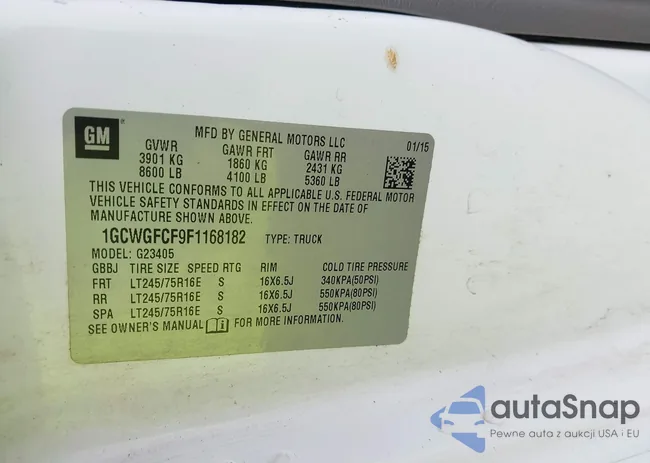 GM
MFD BY GENERAL MOTORS LLC
01/15
GVWR GAWR FRT GAWR RR
3901 KG 1860 KG 2431 KG
8600 LB 4100 LB 5360 LB
THIS VEHICLE CONFORMS TO ALL APPLICABLE U.S. FEDERAL MOTOR
VEHICLE SAFETY STANDARDS IN EFFECT ON THE DATE OF
MANUFACTURE SHOWN ABOVE.
1GCWGFCF9F1168182 TYPE: TRUCK
MODEL: G23405
GBBJ TIRE SIZE SPEED RTG RIM COLD TIRE PRESSURE
FRT LT245/75R16E S 16X6.5J 340KPA(50PSI)
RR LT245/75R16E S 16X6.5J 550KPA(80PSI)
SPA LT245/75R16E S 16X6.5J 550KPA(80PSI)
SEE OWNER'S MANUAL FOR MORE INFORMATION.
autaSnap
Pewne auta z aukcji USA i EU